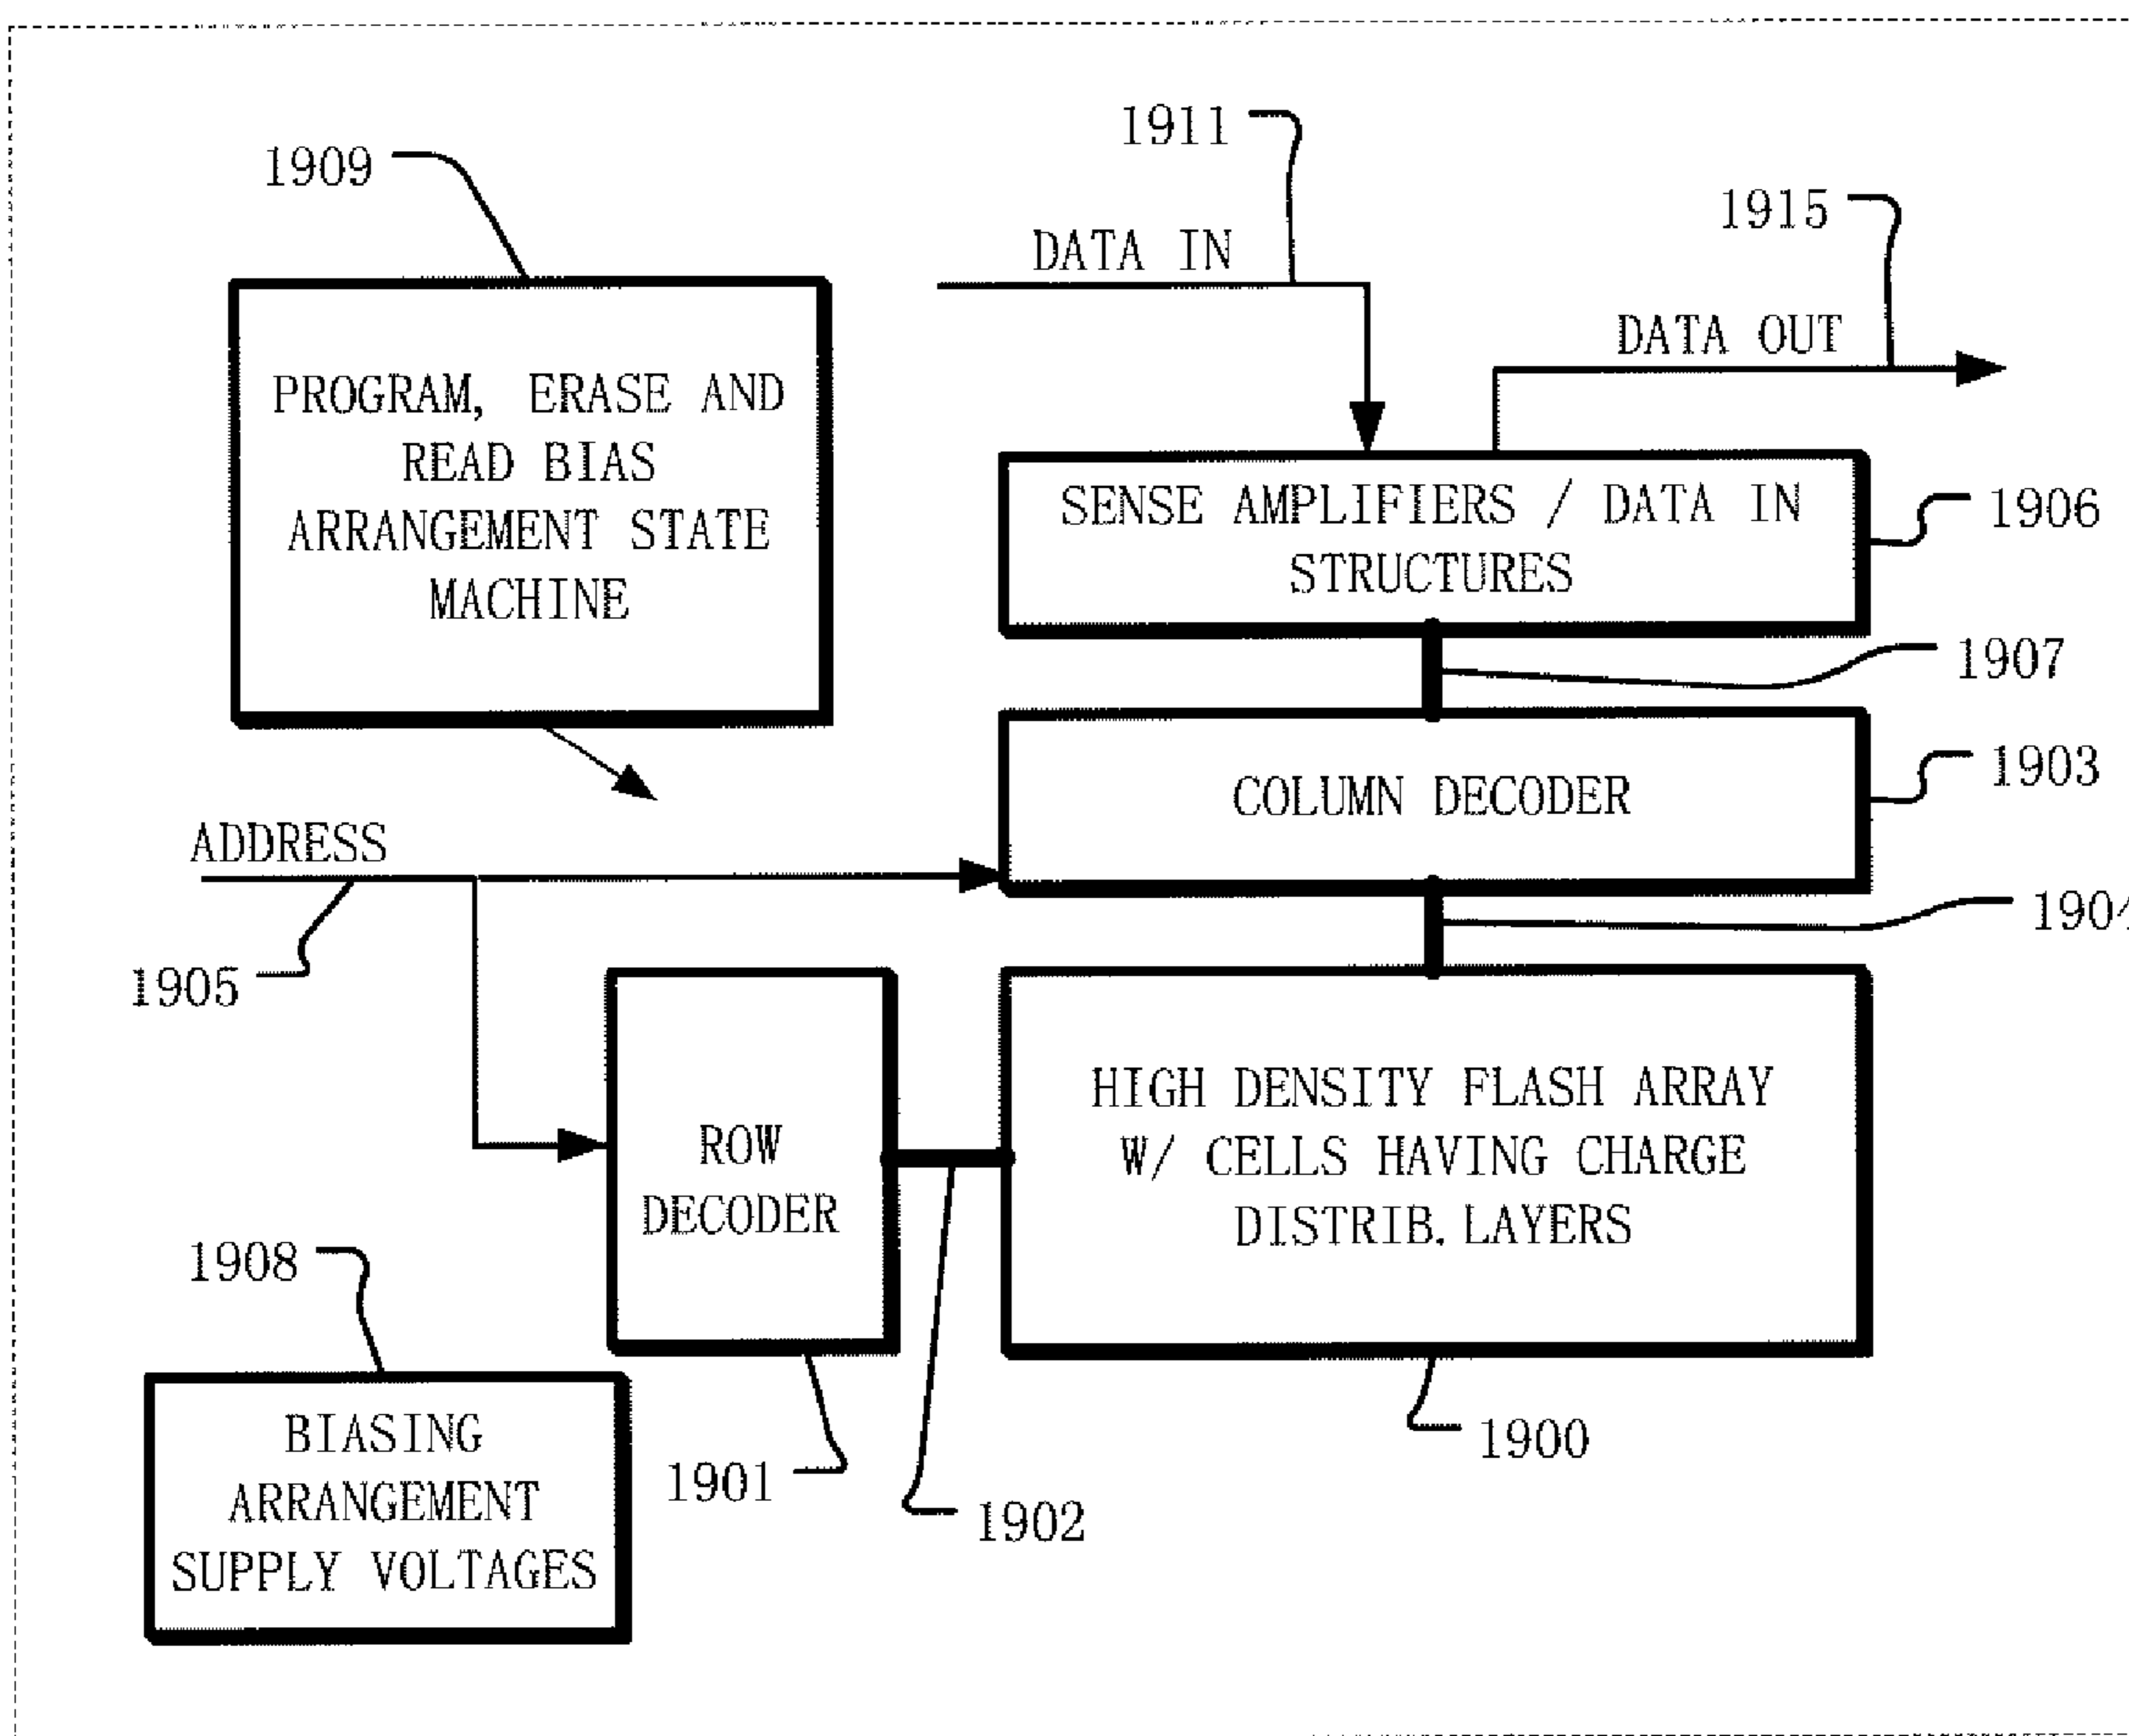 1911
1909
1915
DATA IN
DATA OUT
PROGRAM, ERASE AND
READ BIAS
ARRANGEMENT STATE
MACHINE
SENSE AMPLIFIERS / DATA IN
STRUCTURES
1906
1907
COLUMN DECODER
1903
ADDRESS
1904
1905
HIGH DENSITY FLASH ARRAY
W/ CELLS HAVING CHARGE
DISTRIB. LAYERS
ROW
DECODER
1908
1900
BIASING
ARRANGEMENT
SUPPLY VOLTAGES
1901
1902